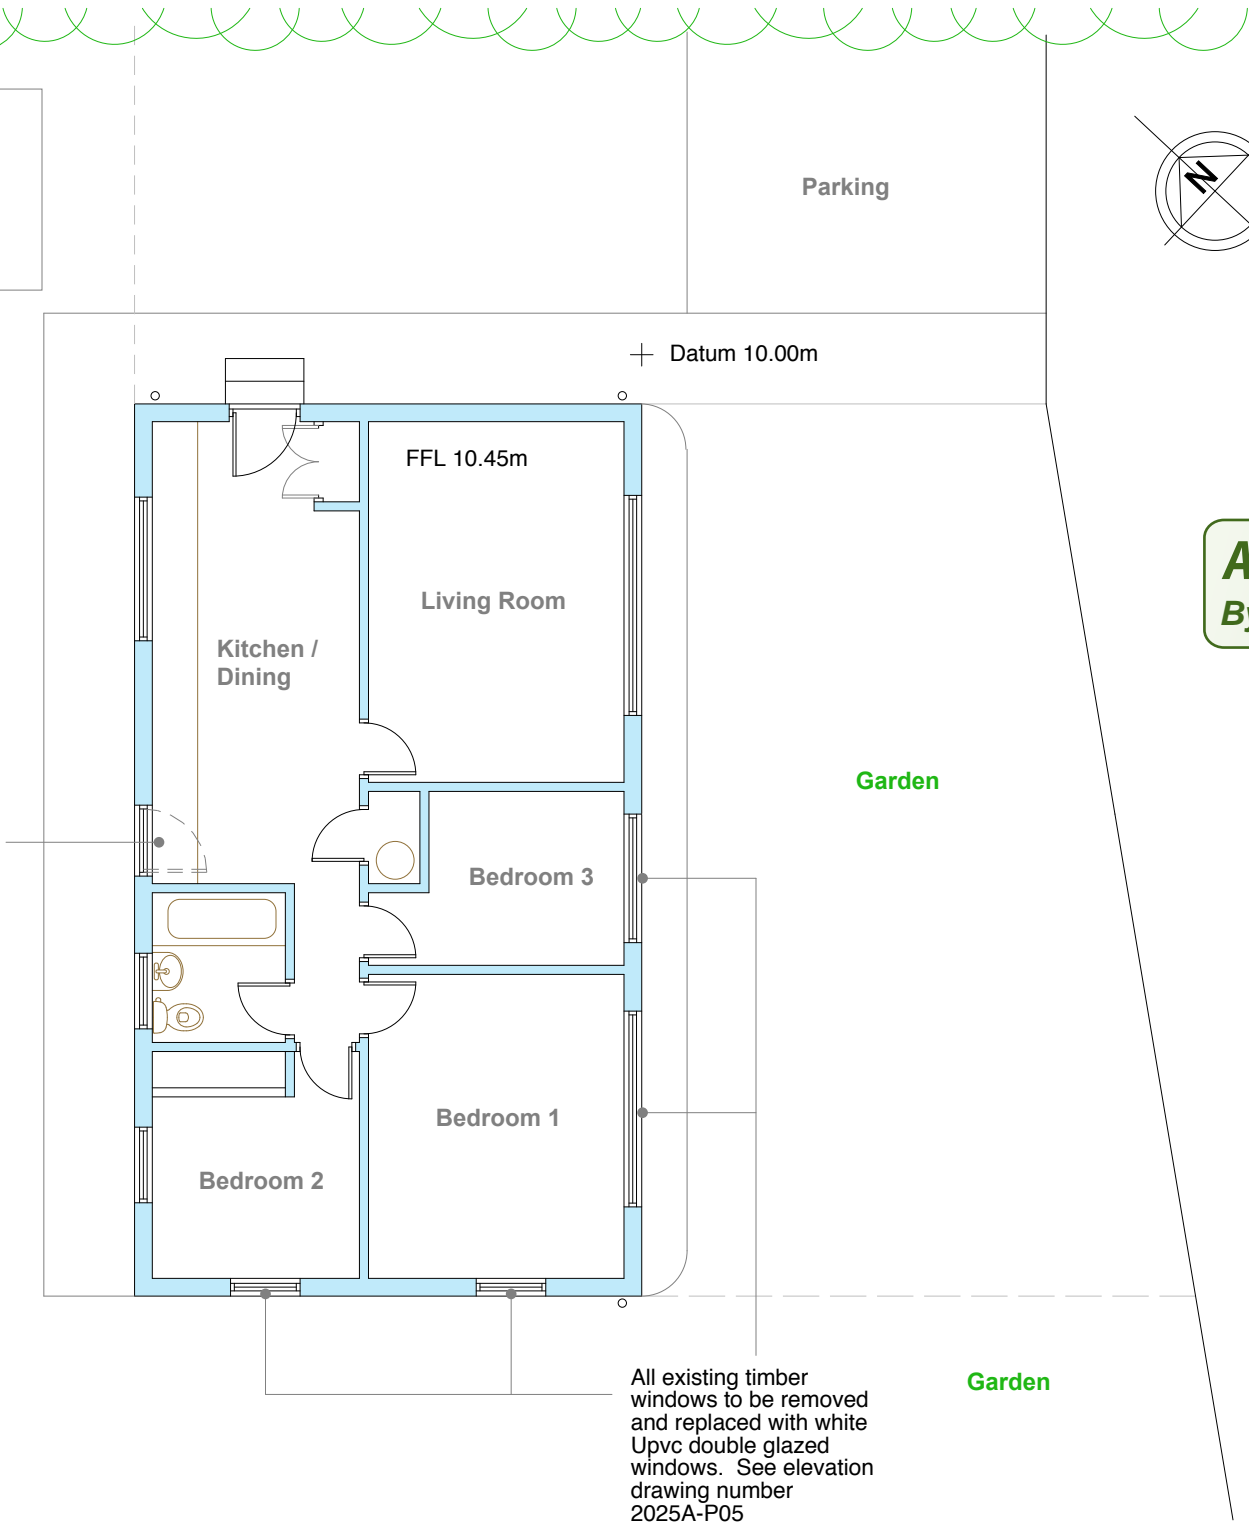 Parking
N
Datum 10.00m
FFL 10.45m
Living Room
Kitchen /
Dining
Garden
Bedroom 3
Bedroom 1
Bedroom 2
All existing timber
windows to be removed
and replaced with white
Upvc double glazed
windows.  See elevation
drawing number
2025A-P05
Garden